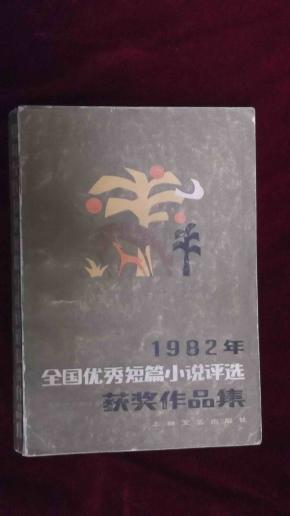 1982年
全国优秀短篇小说评选
获奖作品集
上海文艺出版社